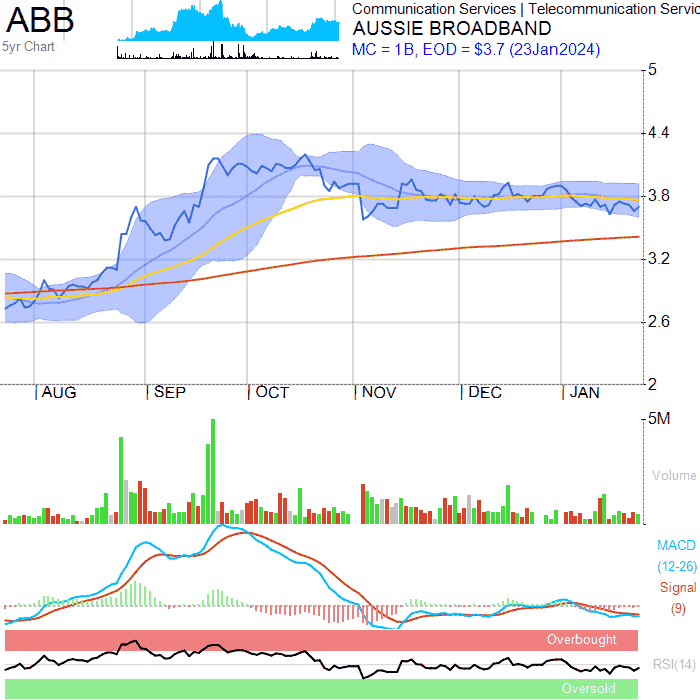 ABB
5yr Chart
Communication Services | Telecommunication Servic
AUSSIE BROADBAND
MC = 1B, EOD = $3.7 (23Jan2024)
5
4.4
3.8
3.2
2.6
2
|AUG |SEP |OCT |NOV |DEC |JAN
5M
Volume
MACD
(12-26)
Signal
(9)
Overbought
RSI(14)
Oversold